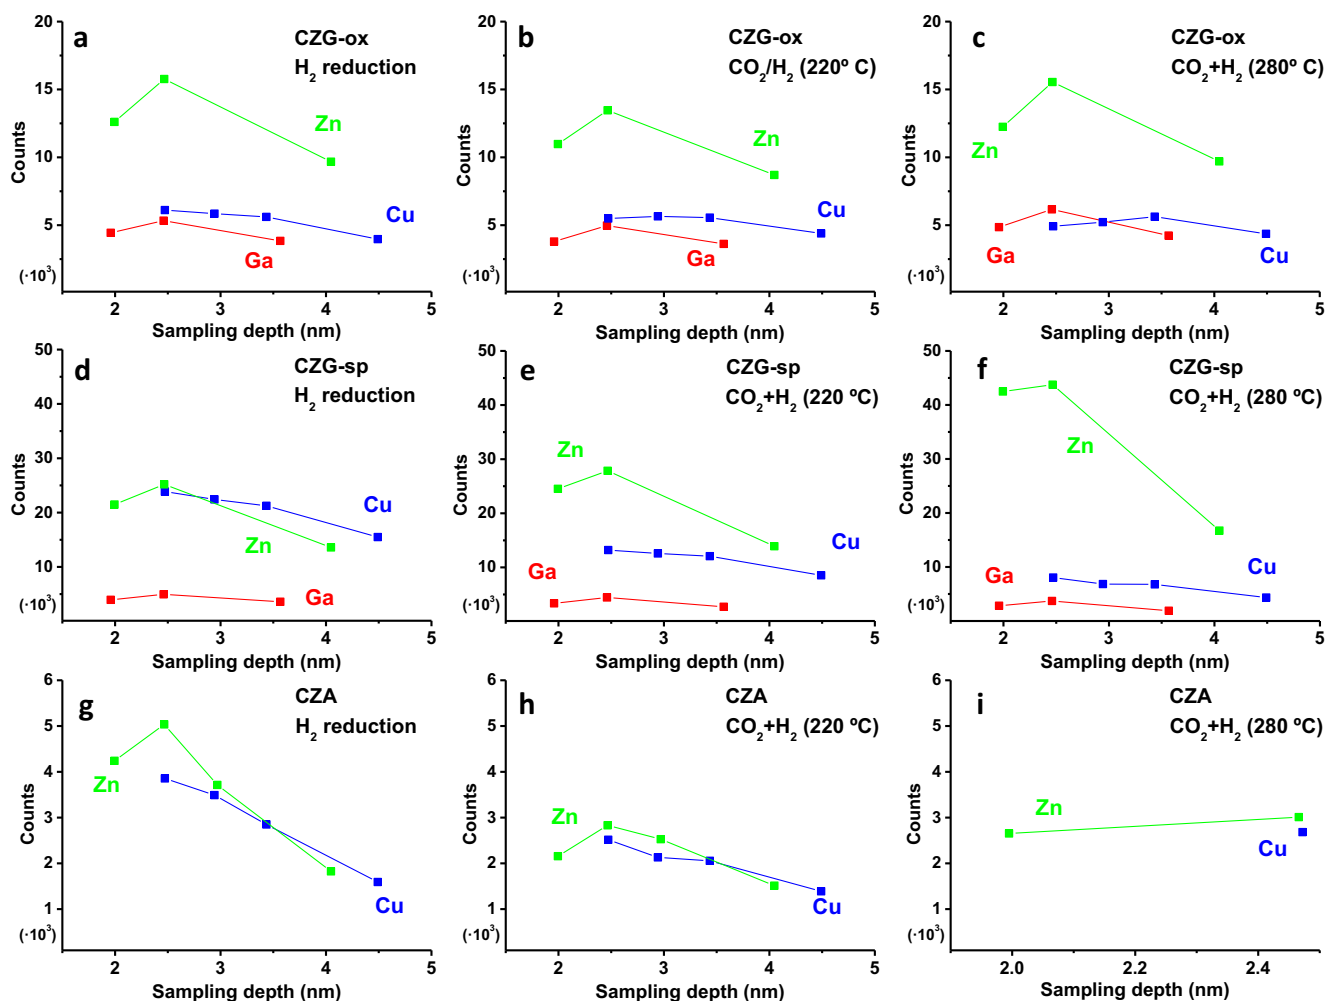 a
CZG-ox
H2 reduction
20
15
10
5
(·10³)
Counts
Zn
Cu
Ga
2 3 4 5
Sampling depth (nm)
b
CZG-ox
CO2/H2 (220º C)
20
15
10
5
(·10³)
Counts
Zn
Cu
Ga
2 3 4 5
Sampling depth (nm)
c
CZG-ox
CO2+H2 (280º C)
20
15
10
5
(·10³)
Counts
Zn
Ga
Cu
2 3 4 5
Sampling depth (nm)
d
CZG-sp
H2 reduction
50
40
30
20
10
(·10³)
Counts
Cu
Zn
Ga
2 3 4 5
Sampling depth (nm)
e
CZG-sp
CO2+H2 (220 ºC)
50
40
30
20
10
(·10³)
Counts
Zn
Cu
Ga
2 3 4 5
Sampling depth (nm)
f
CZG-sp
CO2+H2 (280 ºC)
50
40
30
20
10
(·10³)
Counts
Zn
Cu
Ga
2 3 4 5
Sampling depth (nm)
g
CZA
H2 reduction
6
5
4
3
2
1
(·10³)
Counts
Zn
Cu
2 3 4 5
Sampling depth (nm)
h
CZA
CO2+H2 (220 ºC)
6
5
4
3
2
1
(·10³)
Counts
Zn
Cu
2 3 4 5
Sampling depth (nm)
i
CZA
CO2+H2 (280 ºC)
6
5
4
3
2
1
(·10³)
Counts
Zn
Cu
2.0 2.2 2.4
Sampling depth (nm)